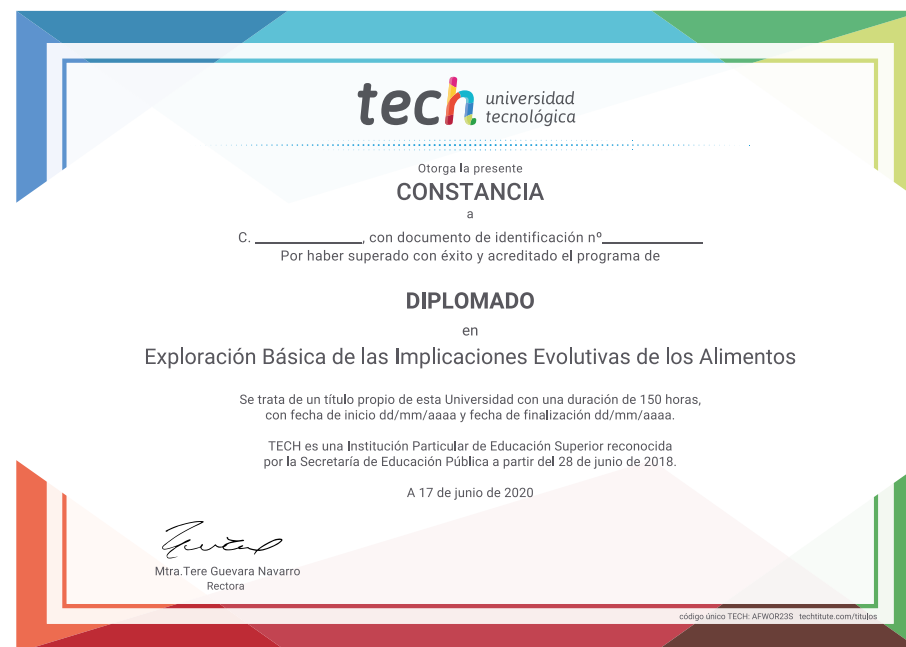 tech universidad
tecnológica
Otorga la presente
CONSTANCIA
a
C. ______________, con documento de identificación nº_____________
Por haber superado con éxito y acreditado el programa de
DIPLOMADO
en
Exploración Básica de las Implicaciones Evolutivas de los Alimentos
Se trata de un título propio de esta Universidad con una duración de 150 horas,
con fecha de inicio dd/mm/aaaa y fecha de finalización dd/mm/aaaa.
TECH es una Institución Particular de Educación Superior reconocida
por la Secretaría de Educación Pública a partir del 28 de junio de 2018.
A 17 de junio de 2020
Mtra.Tere Guevara Navarro
Rectora
código único TECH: AFWOR23S techtitute.com/titulos